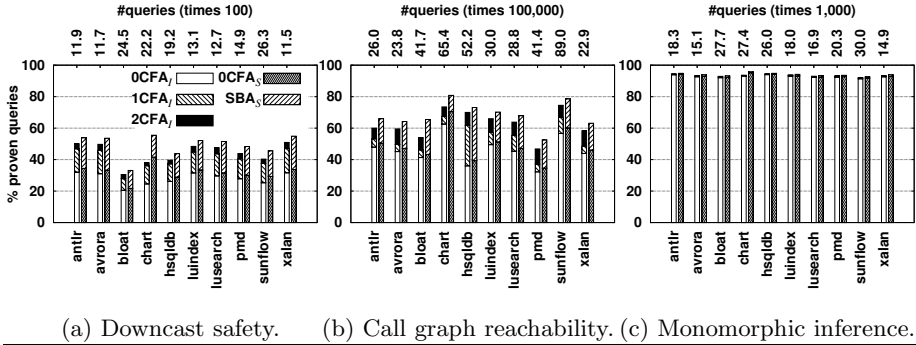 #queries (times 100)
11.9 11.7 24.5 22.2 19.2 13.1 12.7 14.9 26.3 11.5
% proven queries
100
80
60
40
20
0
0CFA_I 0CFA_S
1CFA_I SBA_S
2CFA_I
antlr avrora bloat chart hsqldb luindex lusearch pmd sunflow xalan
(a) Downcast safety.
#queries (times 100,000)
26.0 23.8 41.7 65.4 52.2 30.0 28.8 41.4 89.0 22.9
100
80
60
40
20
0
antlr avrora bloat chart hsqldb luindex lusearch pmd sunflow xalan
(b) Call graph reachability.
#queries (times 1,000)
18.3 15.1 27.7 27.4 26.0 18.0 16.9 20.3 30.0 14.9
100
80
60
40
20
0
antlr avrora bloat chart hsqldb luindex lusearch pmd sunflow xalan
(c) Monomorphic inference.